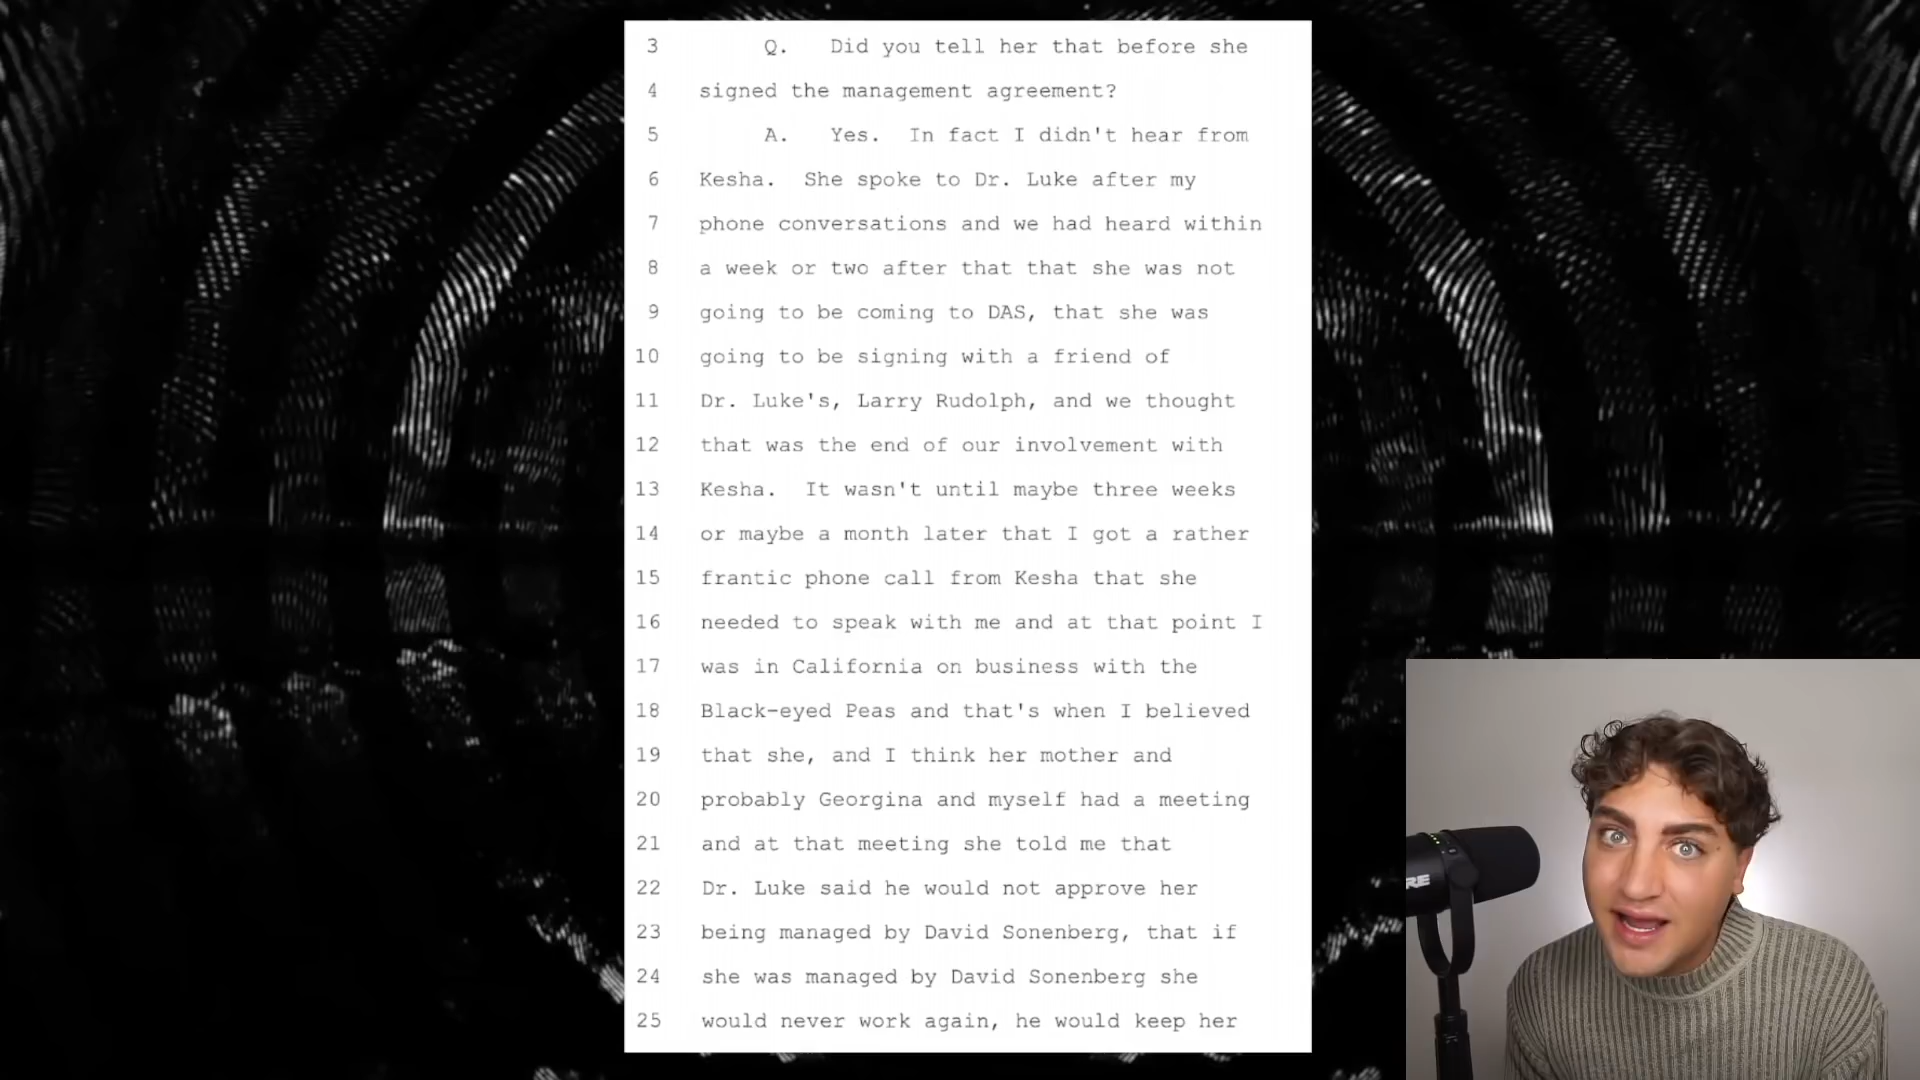 3 Q. Did you tell her that before she
4 signed the management agreement?
5 A. Yes. In fact I didn't hear from
6 Kesha. She spoke to Dr. Luke after my
7 phone conversations and we had heard within
8 a week or two after that that she was not
9 going to be coming to DAS, that she was
10 going to be signing with a friend of
11 Dr. Luke's, Larry Rudolph, and we thought
12 that was the end of our involvement with
13 Kesha. It wasn't until maybe three weeks
14 or maybe a month later that I got a rather
15 frantic phone call from Kesha that she
16 needed to speak with me and at that point I
17 was in California on business with the
18 Black-eyed Peas and that's when I believed
19 that she, and I think her mother and
20 probably Georgina and myself had a meeting
21 and at that meeting she told me that
22 Dr. Luke said he would not approve her
23 being managed by David Sonenberg, that if
24 she was managed by David Sonenberg she
25 would never work again, he would keep her
RE